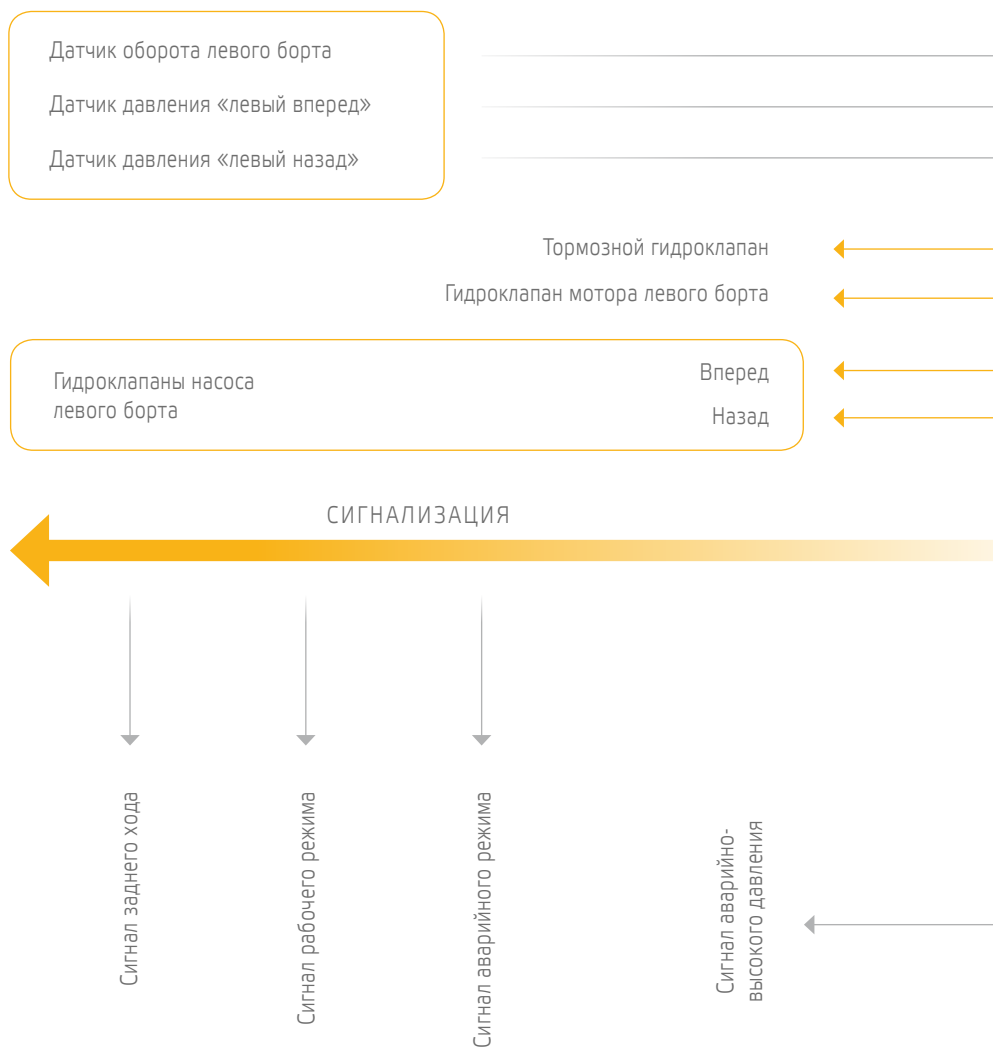 Датчик оборота левого борта
Датчик давления «левый вперед»
Датчик давления «левый назад»
Тормозной гидроклапан
Гидроклапан мотора левого борта
Гидроклапаны насоса
левого борта
Вперед
Назад
СИГНАЛИЗАЦИЯ
Сигнал заднего хода
Сигнал рабочего режима
Сигнал аварийного режима
Сигнал аварийно-
высокого давления